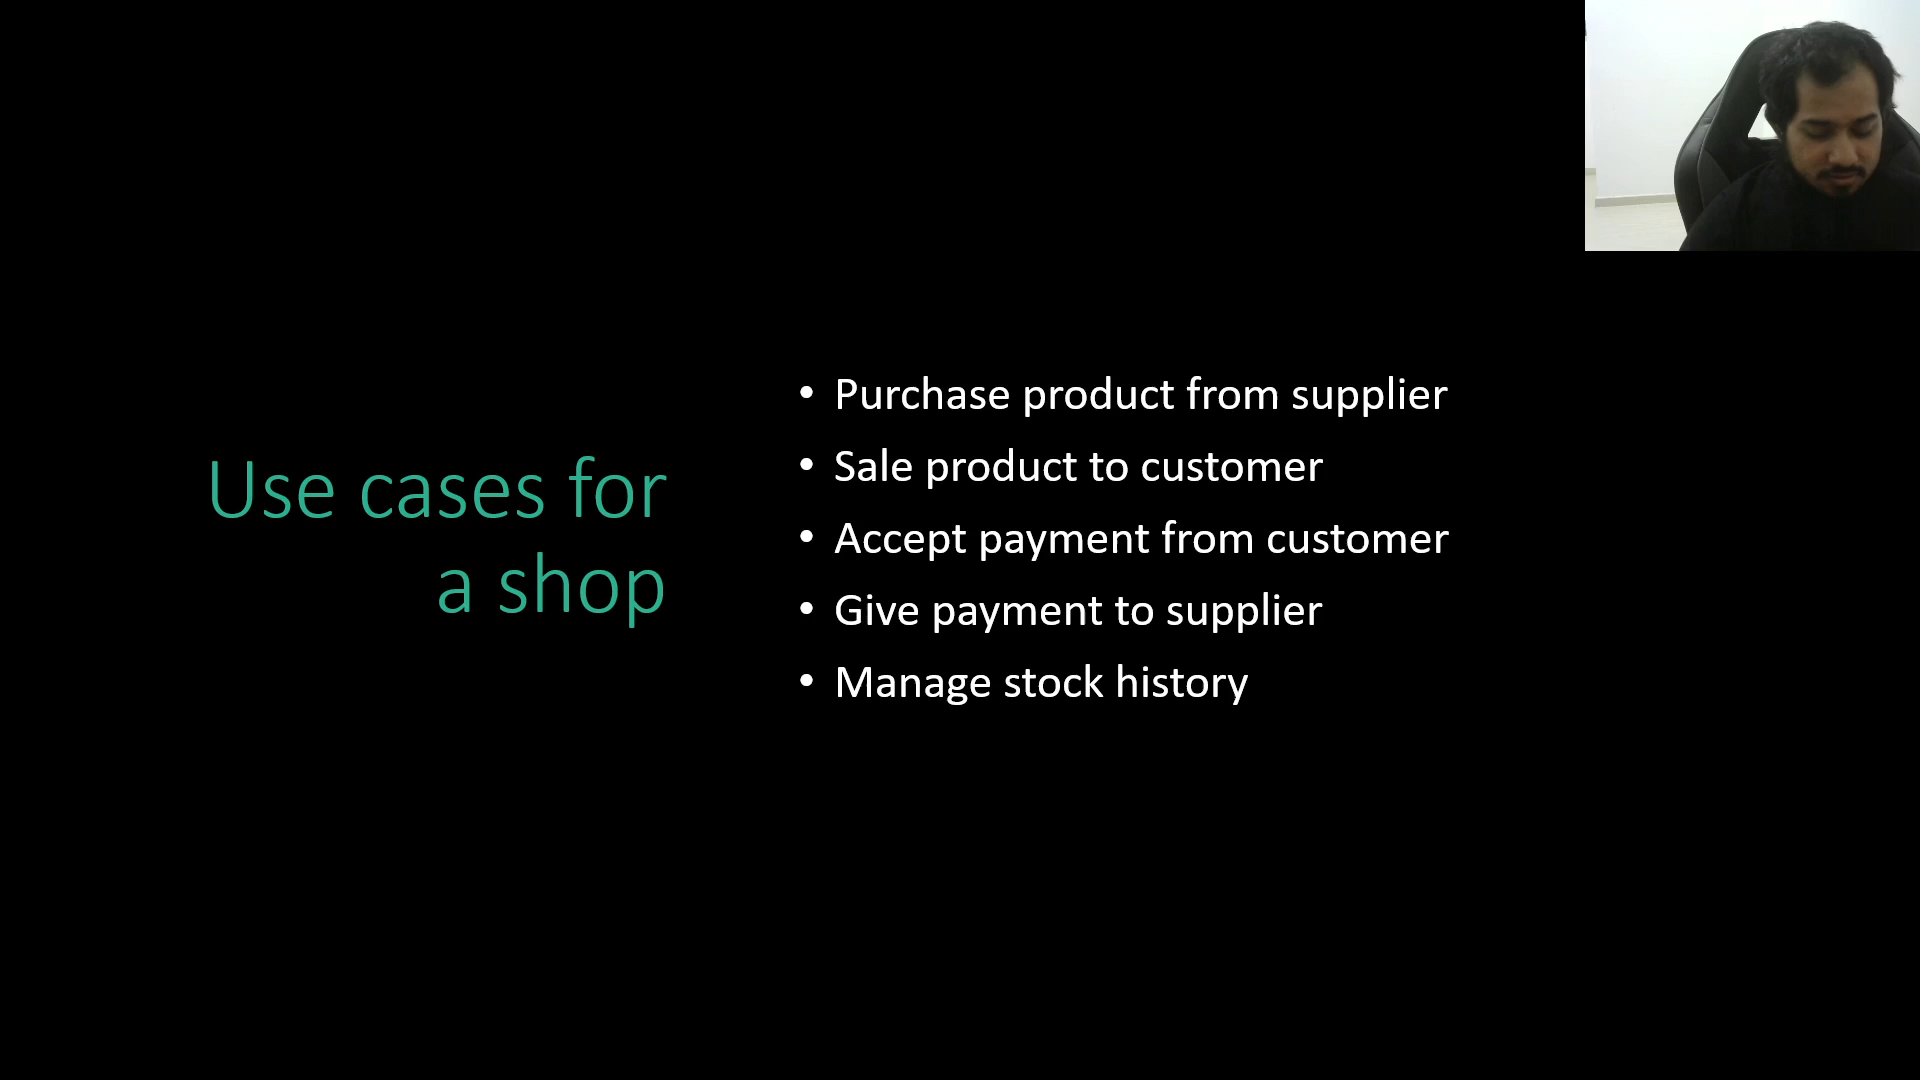 Use cases for
a shop
• Purchase product from supplier
• Sale product to customer
• Accept payment from customer
• Give payment to supplier
• Manage stock history